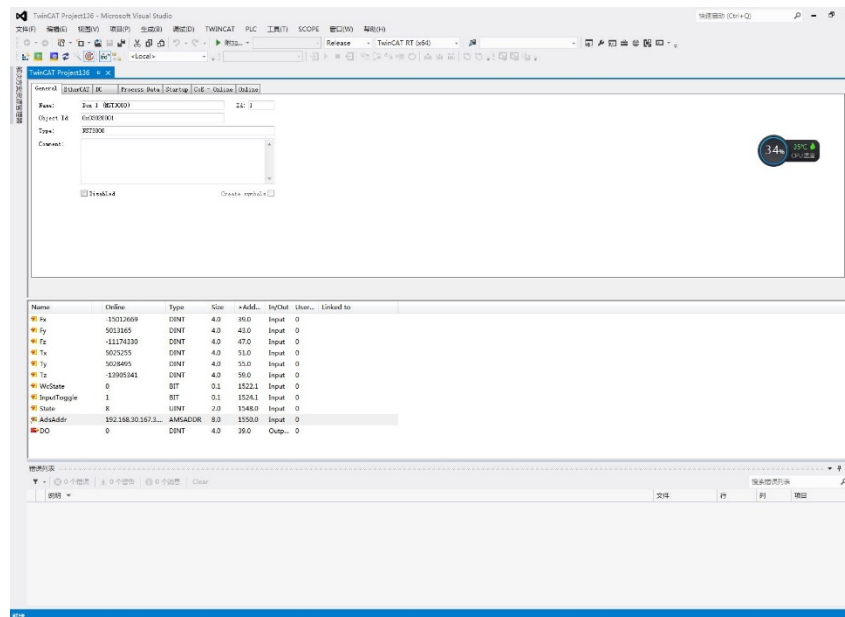 TwinCAT Project136 - Microsoft Visual Studio
快速启动 (Ctrl+Q)
文件(F) 编辑(E) 视图(V) 项目(P) 生成(B) 调试(D) TWINCAT PLC 工具(T) SCOPE 窗口(W) 帮助(H)
附加... Release TwinCAT RT (x64)
<Local>
TwinCAT Project136
General EtherCAT DC Process Data Startup CoE - Online Online
Name: Box 1 (NST3000) Id: 1
Object Id: 0x03020001
Type: NST3000
Comment:
Disabled Create symbols
34%
35°C
CPU温度
Name Online Type Size >Add... In/Out User... Linked to
Fx -15012669 DINT 4.0 39.0 Input 0
Fy 5013165 DINT 4.0 43.0 Input 0
Fz -11174330 DINT 4.0 47.0 Input 0
Tx 5025255 DINT 4.0 51.0 Input 0
Ty 5028495 DINT 4.0 55.0 Input 0
Tz -13905341 DINT 4.0 59.0 Input 0
WcState 0 BIT 0.1 1522.1 Input 0
InputToggle 1 BIT 0.1 1524.1 Input 0
State 8 UINT 2.0 1548.0 Input 0
AdsAddr 192.168.30.167.3... AMSADDR 8.0 1550.0 Input 0
DO 0 DINT 4.0 39.0 Outp... 0
错误列表
0 个错误 0 个警告 0 个消息 Clear
搜索错误列表
说明 文件 行 列 项目